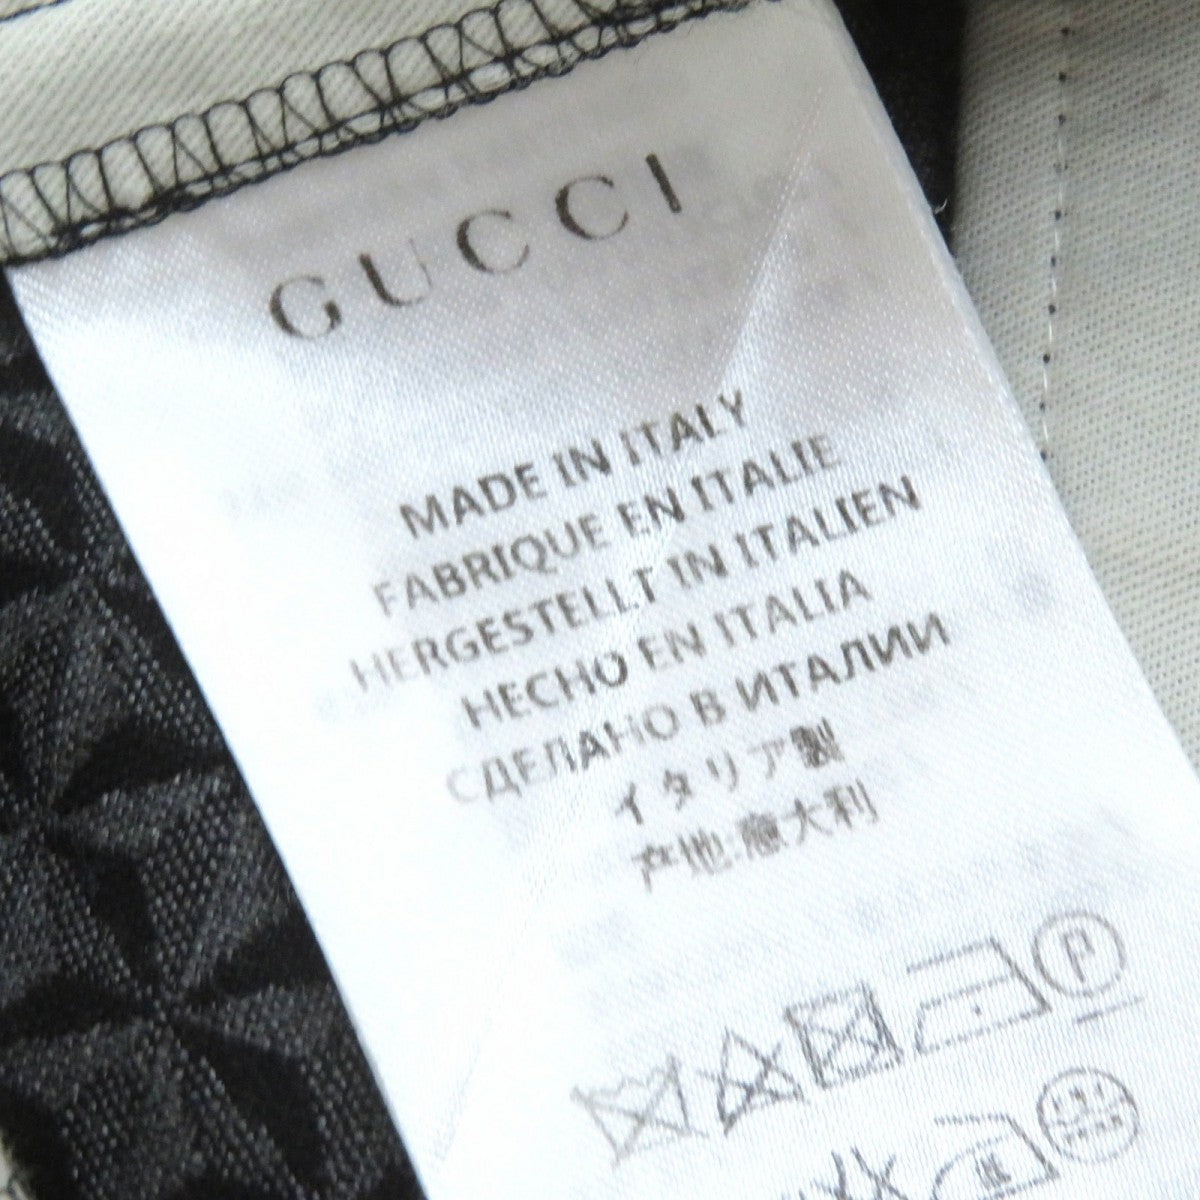 GUCCI
MADE IN ITALY
FABRIQUE EN ITALIE
HERGESTELLT IN ITALIEN
HECHO EN ITALIA
СДЕЛАНО В ИТАЛИИ
イタリア製
产地:意大利
P